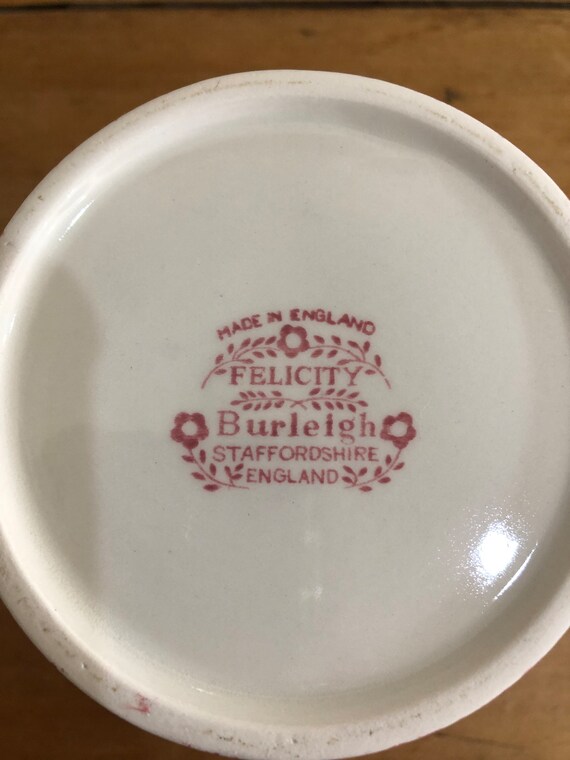 MADE IN ENGLAND
FELICITY
Burleigh
STAFFORDSHIRE
ENGLAND